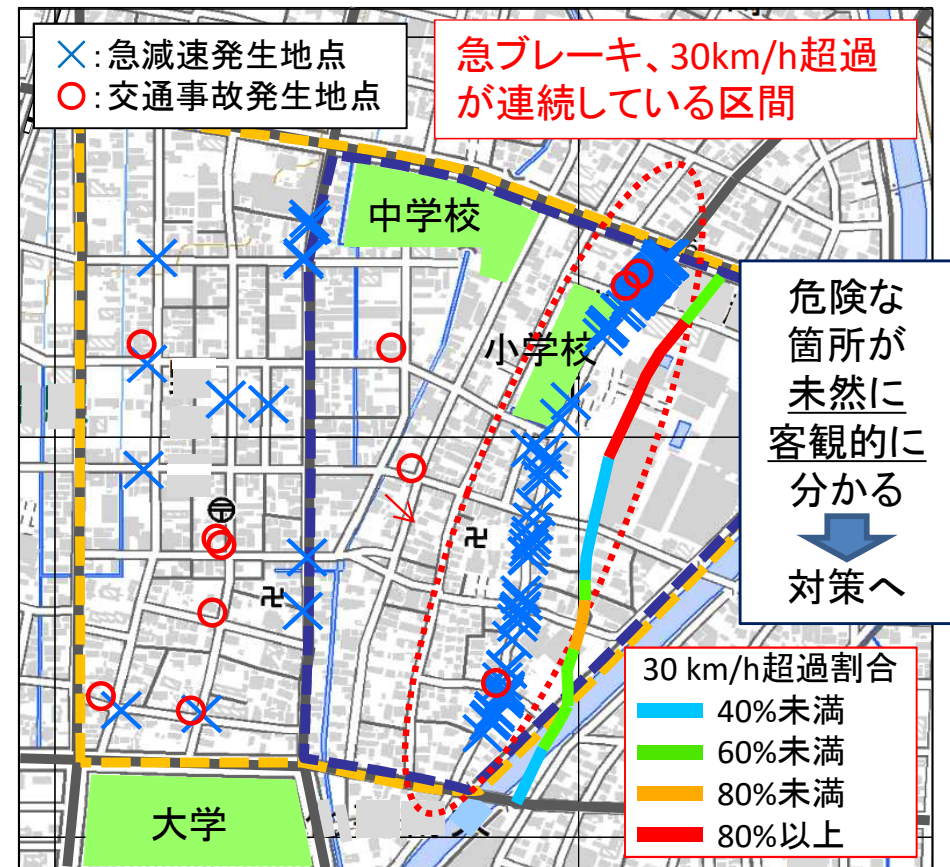 ×:急減速発生地点
○:交通事故発生地点
急ブレーキ、30km/h超過
が連続している区間
中学校
小学校
危険な
箇所が
未然に
客観的に
分かる
対策へ
大学
30 km/h超過割合
40%未満
60%未満
80%未満
80%以上